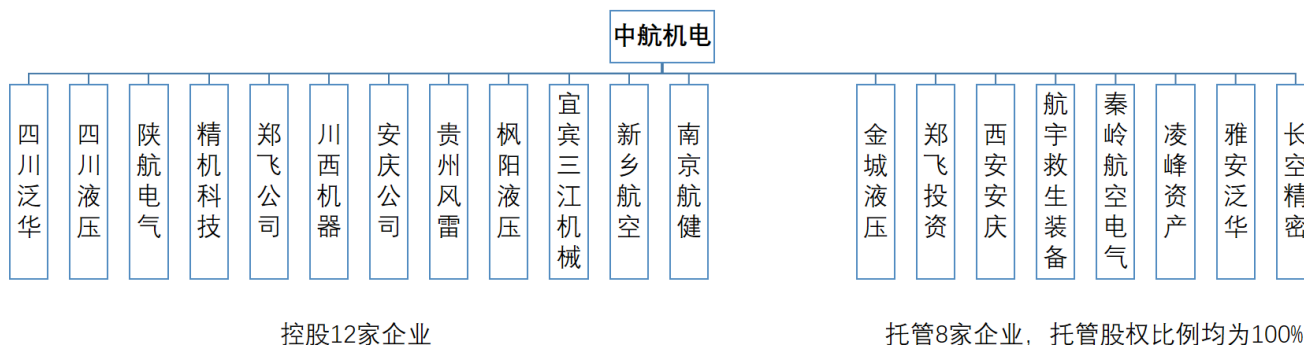 中航机电
四川泛华
四川液压
陕航电气
精机科技
郑飞公司
川西机器
安庆公司
贵州风雷
枫阳液压
宜宾三江机械
新乡航空
南京航健
金城液压
郑飞投资
西安安庆
航宇救生装备
秦岭航空电气
凌峰资产
雅安泛华
长空精密
控股12家企业
托管8家企业，托管股权比例均为100%